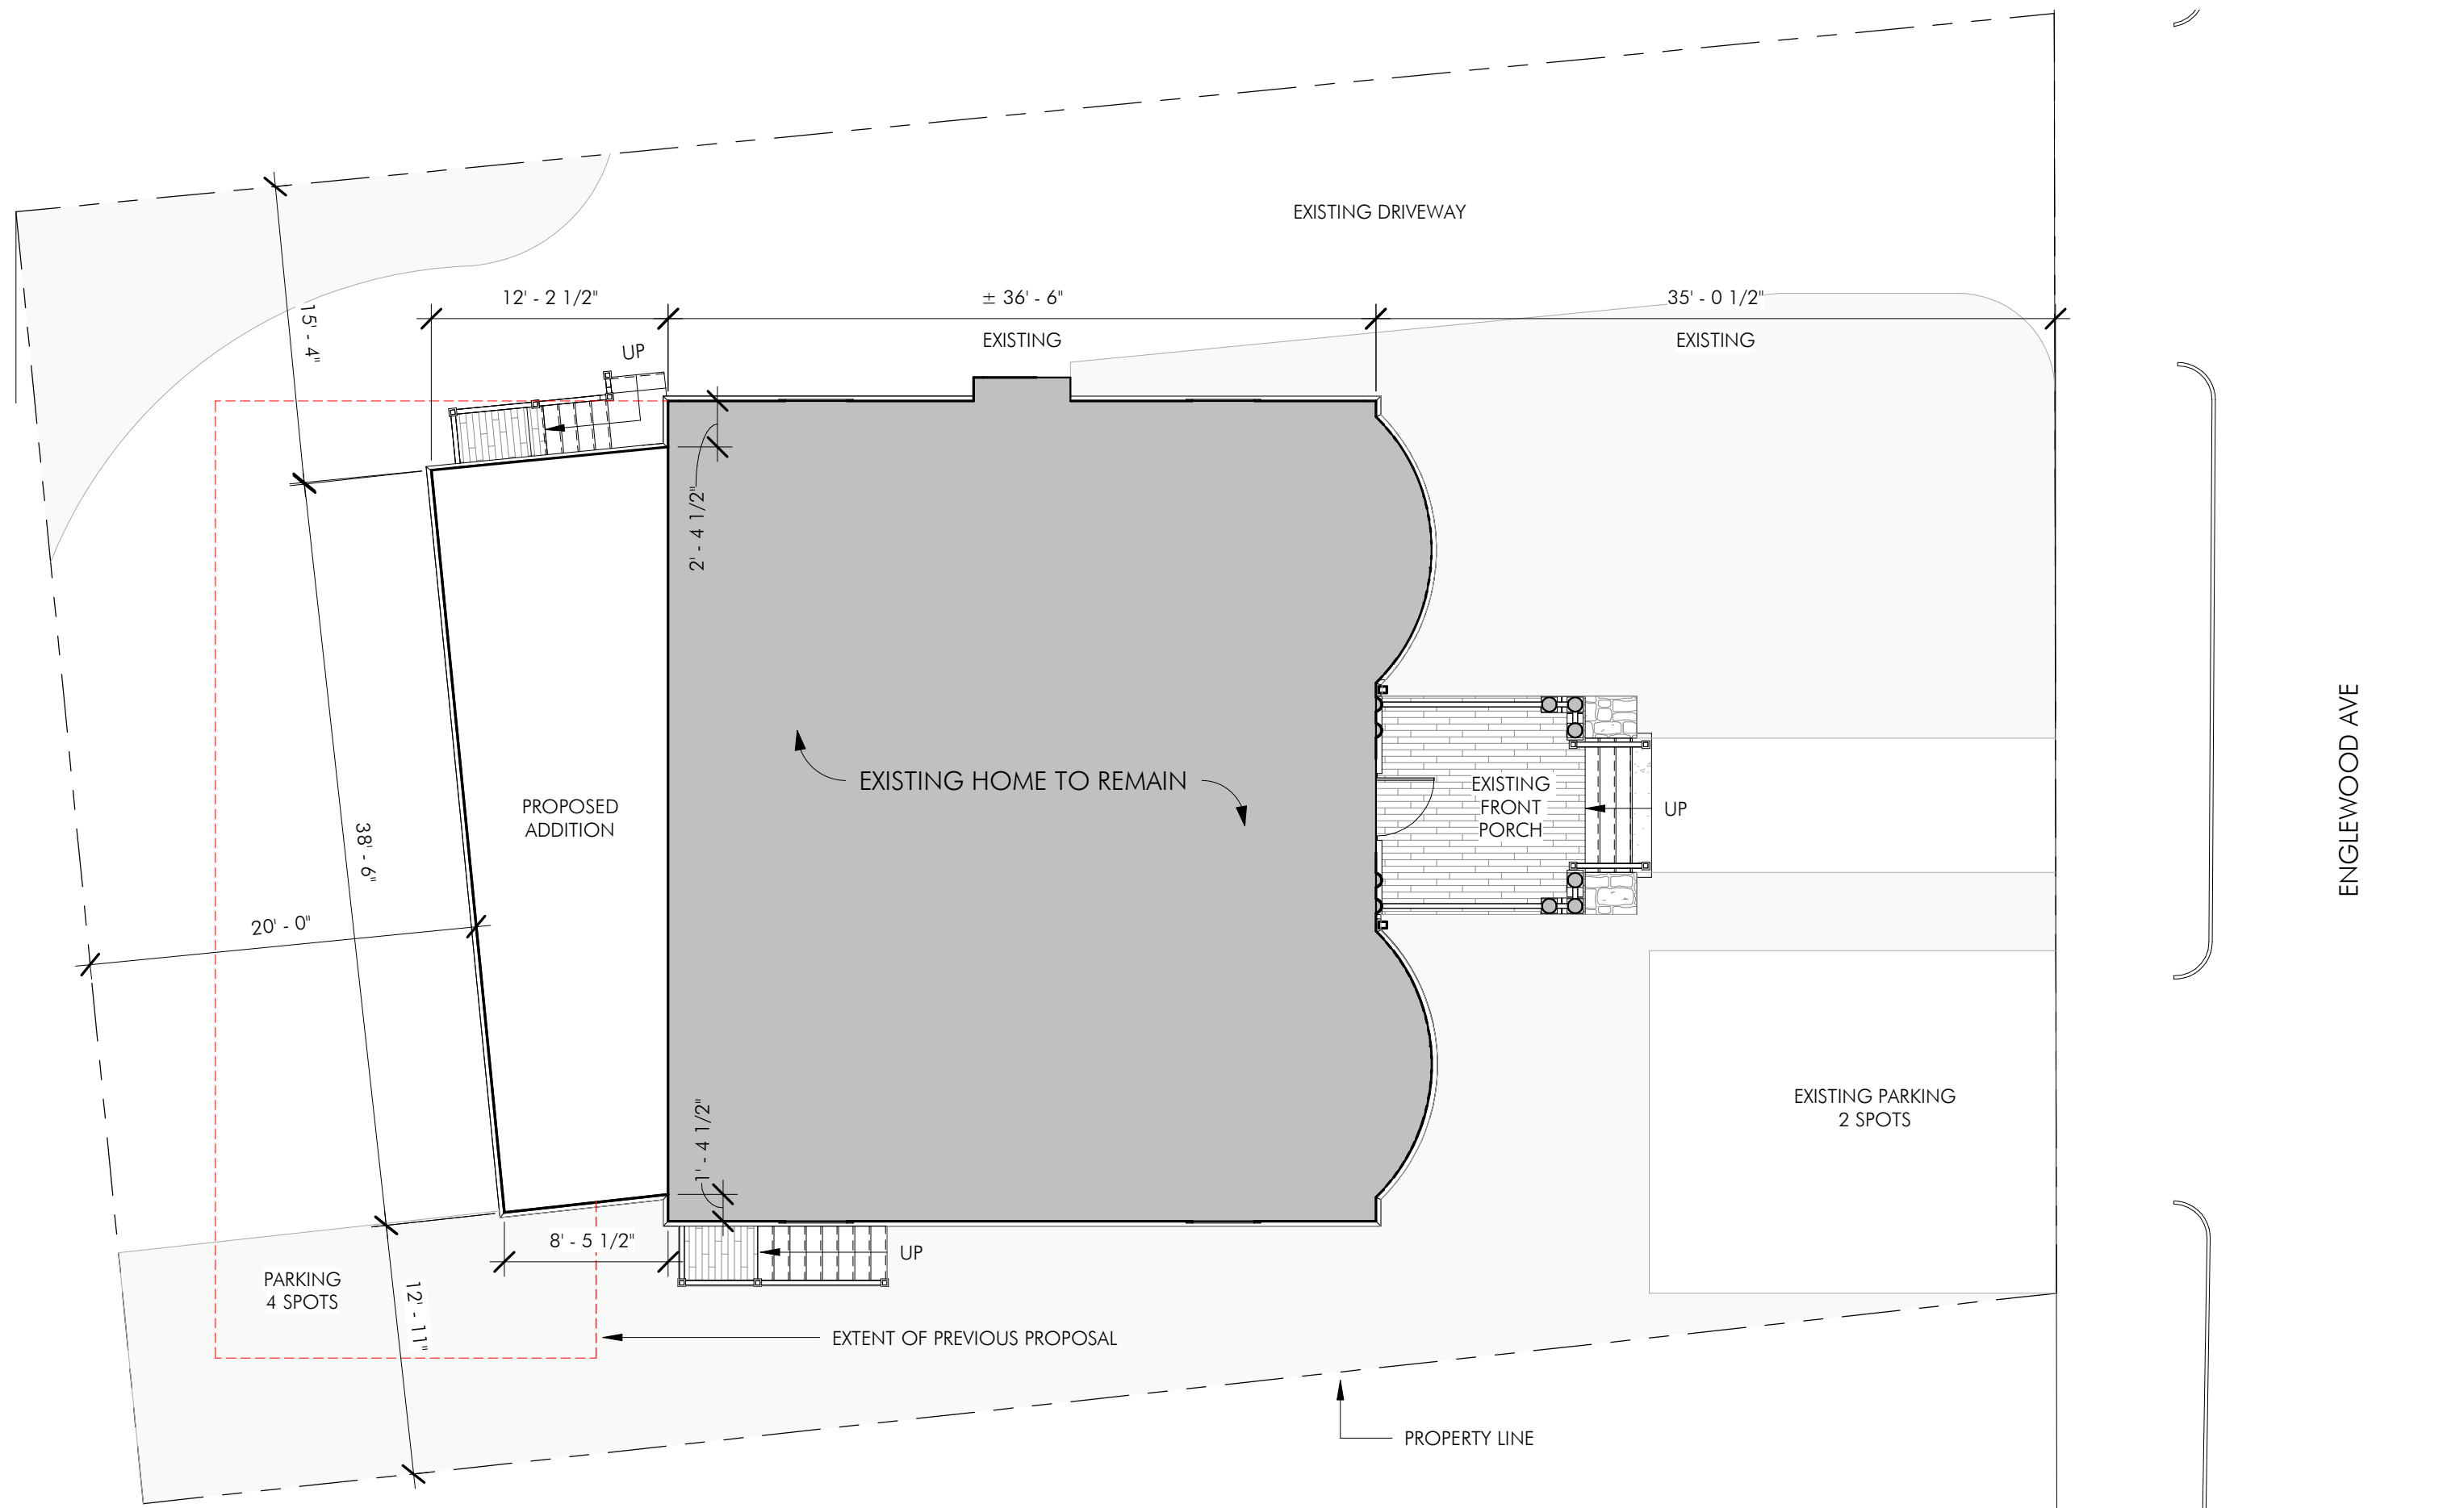 EXISTING DRIVEWAY
12' - 2 1/2"
± 36' - 6"
35' - 0 1/2"
15' - 4"
EXISTING
EXISTING
UP
2' - 4 1/2"
EXISTING HOME TO REMAIN
EXISTING
FRONT
PORCH
UP
ENGLEWOOD AVE
PROPOSED
ADDITION
38' - 6"
20' - 0"
1' - 4 1/2"
EXISTING PARKING
2 SPOTS
8' - 5 1/2"
UP
PARKING
4 SPOTS
12' - 11"
EXTENT OF PREVIOUS PROPOSAL
PROPERTY LINE